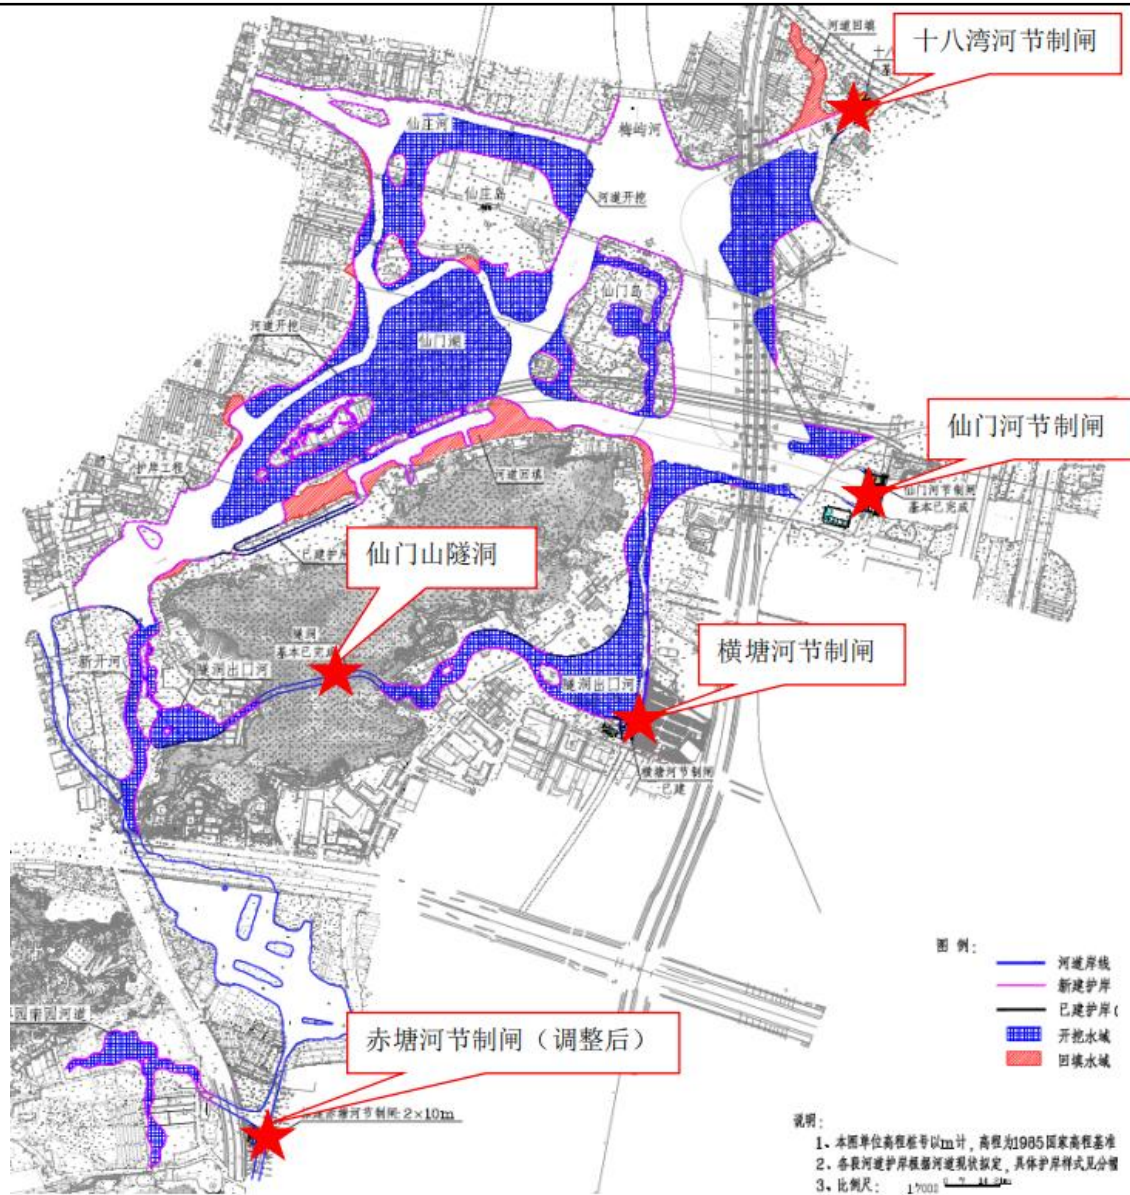 河道回填
十八湾河节制闸
仙庄河
梅屿河
仙庄岛
河道开挖
仙门岛
河道开挖
仙门湖
仙门河节制闸
护岸工程
河道回填
仙门河节制闸
基本已完成
已建护岸
仙门山隧洞
隧洞
基本已完成
横塘河节制闸
新开河
隧洞出口河
隧洞出口河
横塘河节制闸
已建
图 例:
河道岸线
新建护岸
已建护岸(
开挖水域
回填水域
园南园河道
赤塘河节制闸（调整后）
赤塘河节制闸: 2×10m
说明:
1、本图单位高程桩号以m计, 高程为1985国家高程基准
2、各段河道护岸根据河道现状拟定, 具体护岸样式见分幅
3、比例尺: